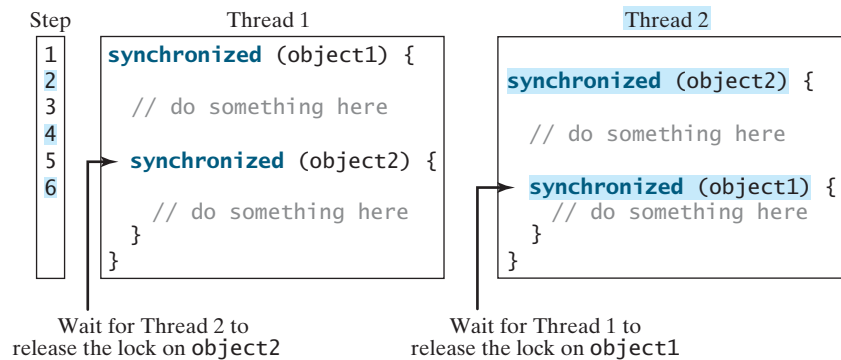 Step
Thread 1
Thread 2
1
2
3
4
5
6
synchronized (object1) {
// do something here
synchronized (object2) {
// do something here
}
}
synchronized (object2) {
// do something here
synchronized (object1) {
// do something here
}
}
Wait for Thread 2 to
release the lock on object2
Wait for Thread 1 to
release the lock on object1